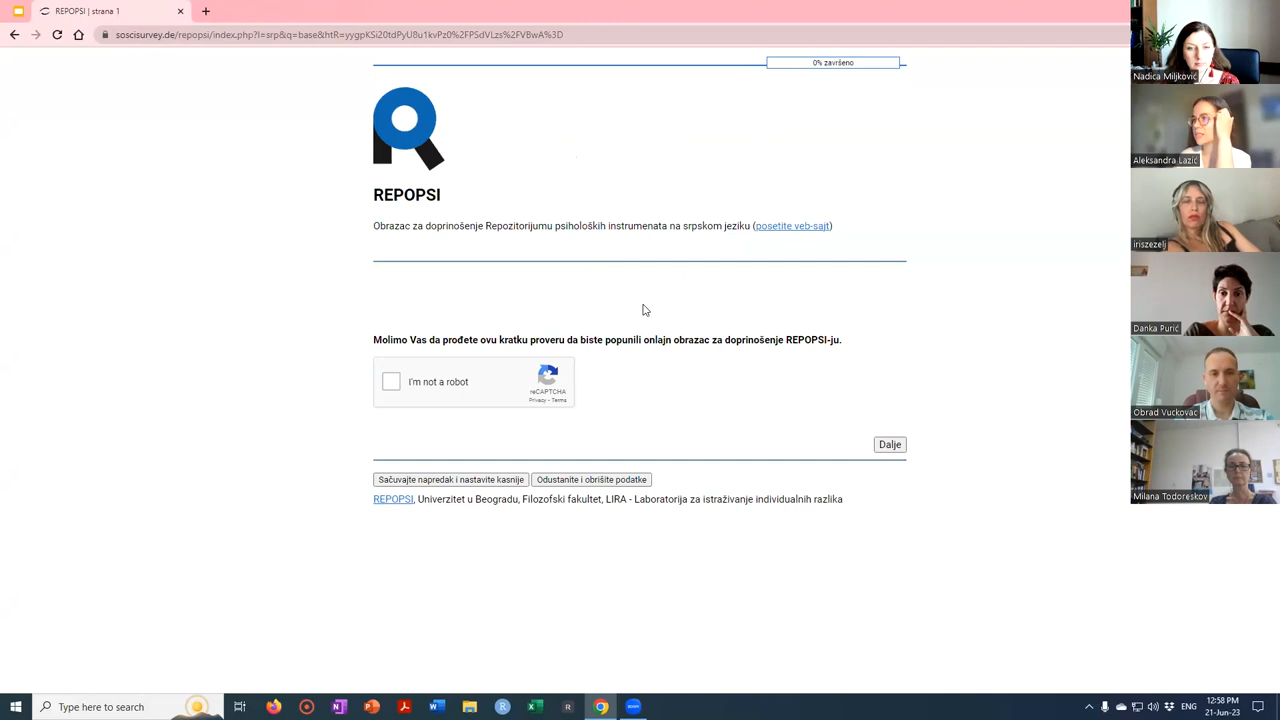 REPOPSI | strana 1
soscisurvey.de/repopsi/index.php?l=srp&q=base&htR=yygpKSi20tdPyU8u1kvPz0%2FPSdVLzs%2FVBwA%3D
0% završeno
REPOPSI
Obrazac za doprinošenje Repozitorijumu psiholoških instrumenata na srpskom jeziku (posetite veb-sajt)
Molimo Vas da prođete ovu kratku proveru da biste popunili onlajn obrazac za doprinošenje REPOPSI-ju.
I'm not a robot
reCAPTCHA
Privacy - Terms
Dalje
Sačuvajte napredak i nastavite kasnije
Odustanite i obrišite podatke
REPOPSI, Univerzitet u Beogradu, Filozofski fakultet, LIRA - Laboratorija za istraživanje individualnih razlika
Nadica Miljković
Aleksandra Lazić
iriszezelj
Danka Purić
Obrad Vuckovac
Milana Todoreskov
Type here to search
zoom
ENG
12:58 PM
21-Jun-23